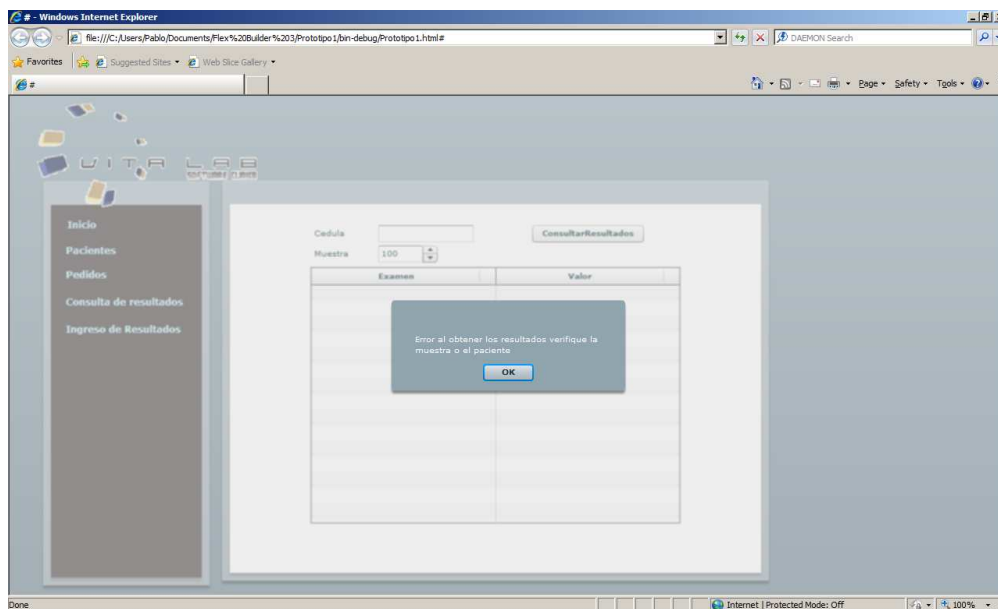 # - Windows Internet Explorer
file:///C:/Users/Pablo/Documents/Flex%20Builder%203/Prototipo1/bin-debug/Prototipo1.html#
DAEMON Search
Favorites
Suggested Sites
Web Slice Gallery
#
Page
Safety
Tools
VITA LAB
Inicio
Pacientes
Pedidos
Consulta de resultados
Ingreso de Resultados
Cedula
ConsultarResultados
Muestra
100
Examen
Valor
Error al obtener los resultados verifique la
muestra o el paciente
OK
Done
Internet | Protected Mode: Off
100%